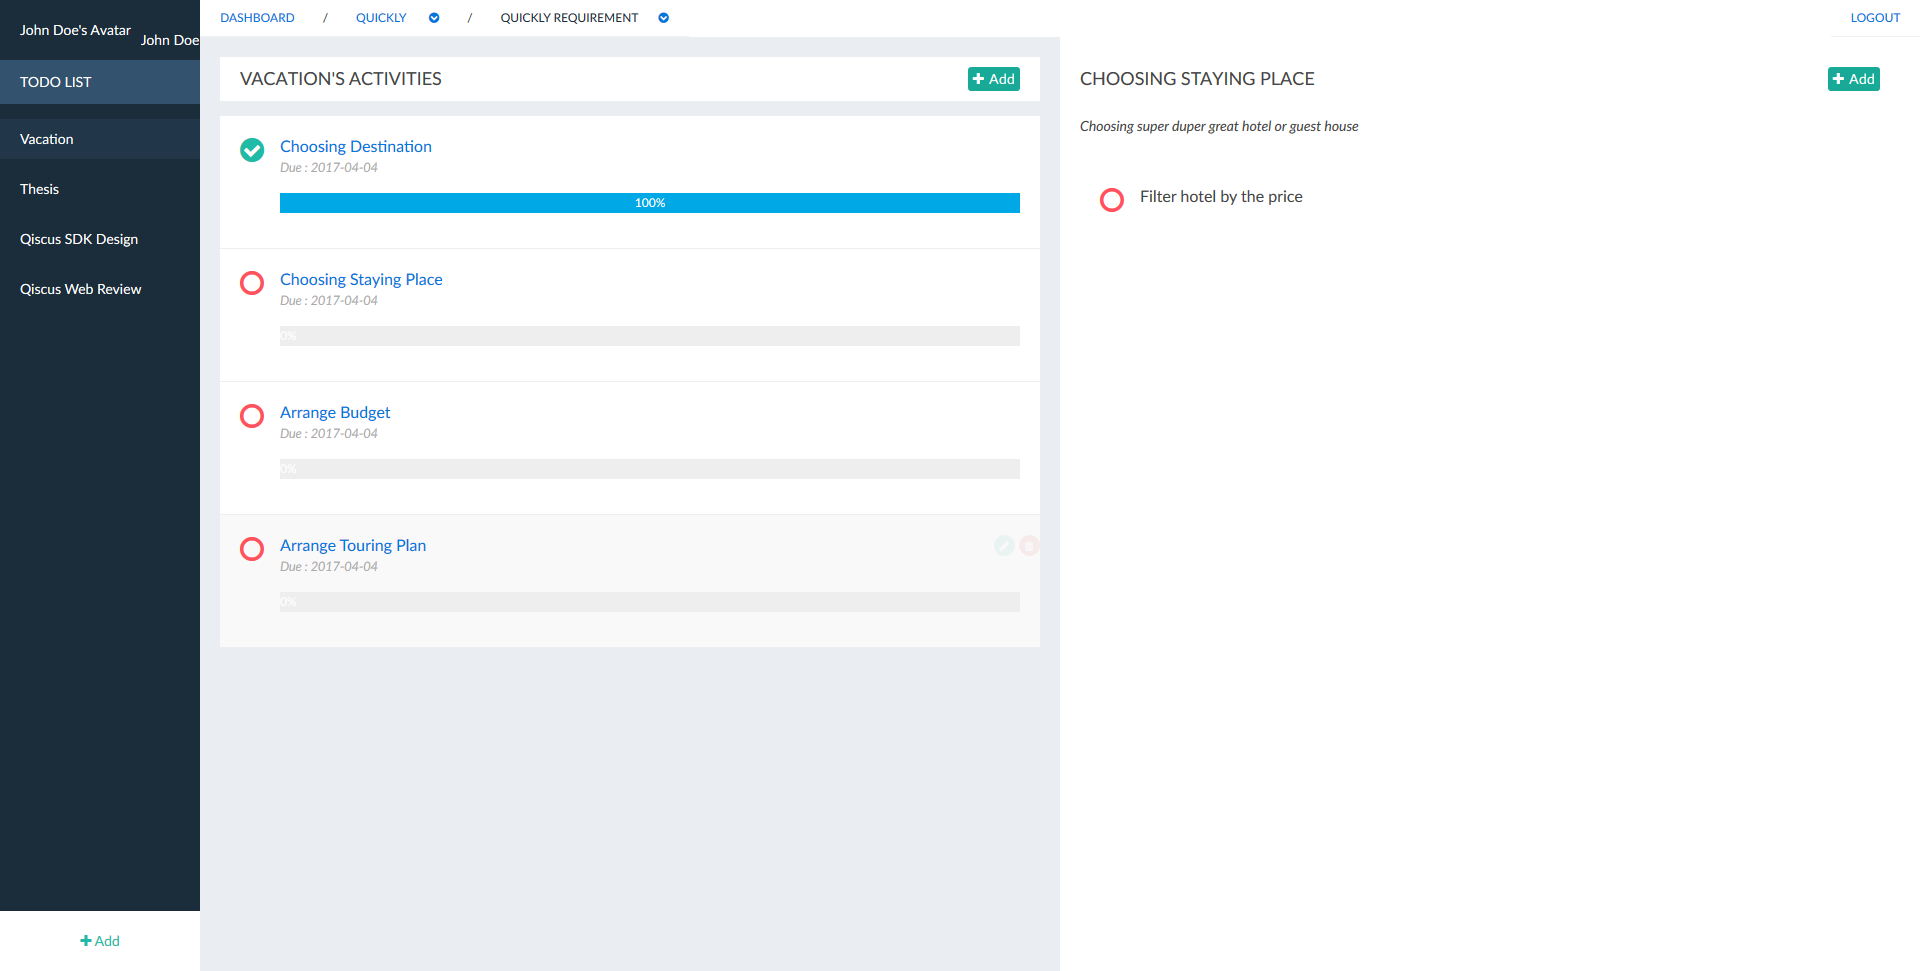 John Doe's Avatar
John Doe
TODO LIST
Vacation
Thesis
Qiscus SDK Design
Qiscus Web Review
+ Add
DASHBOARD / QUICKLY / QUICKLY REQUIREMENT
LOGOUT
VACATION'S ACTIVITIES
+ Add
Choosing Destination
Due : 2017-04-04
100%
Choosing Staying Place
Due : 2017-04-04
0%
Arrange Budget
Due : 2017-04-04
0%
Arrange Touring Plan
Due : 2017-04-04
0%
CHOOSING STAYING PLACE
+ Add
Choosing super duper great hotel or guest house
Filter hotel by the price